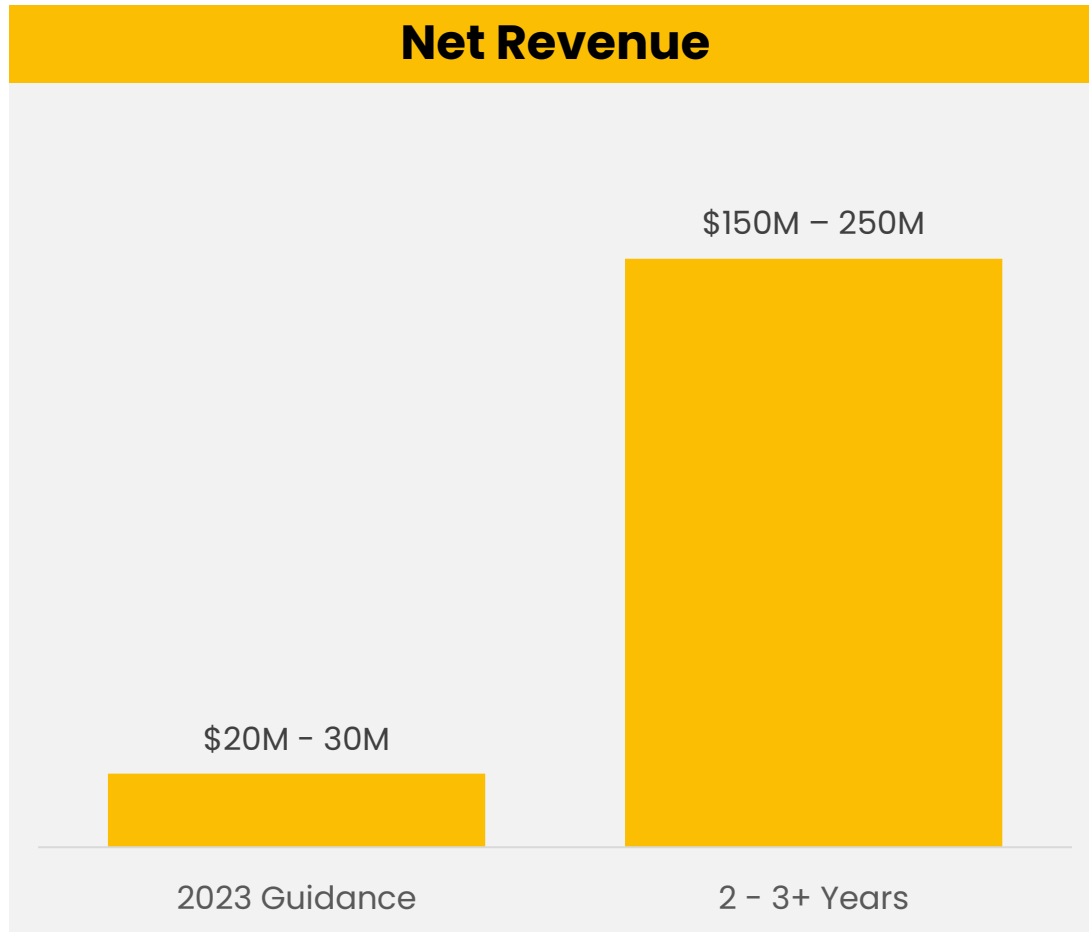 Net Revenue
$150M – 250M
$20M - 30M
2023 Guidance
2 - 3+ Years